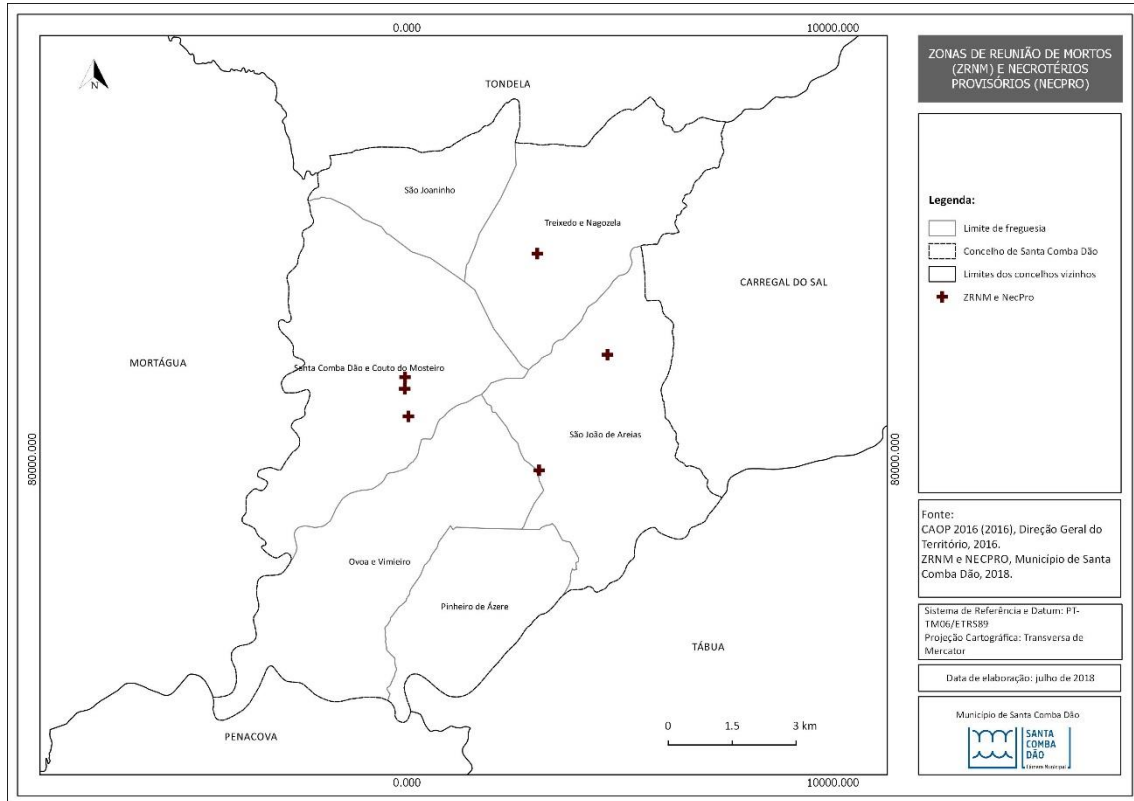 0.000
10000.000
N
TONDELA
São Joaninho
Treixedo e Nagozela
CARREGAL DO SAL
MORTÁGUA
Santa Comba Dão e Couto do Mosteiro
São João de Areias
80000.000
80000.000
Ovoa e Vimieiro
Pinheiro de Ázere
TÁBUA
PENACOVA
0
1.5
3 km
0.000
10000.000
ZONAS DE REUNIÃO DE MORTOS
(ZRNM) E NECROTÉRIOS
PROVISÓRIOS (NECPRO)
Legenda:
Limite de freguesia
Concelho de Santa Comba Dão
Limites dos concelhos vizinhos
ZRNM e NecPro
Fonte:
CAOP 2016 (2016), Direção Geral do
Território, 2016.
ZRNM e NECPRO, Município de Santa
Comba Dão, 2018.
Sistema de Referência e Datum: PT-
TM06/ETRS89
Projeção Cartográfica: Transversa de
Mercator
Data de elaboração: julho de 2018
Município de Santa Comba Dão
SANTA
COMBA
DÃO
Câmara Municipal